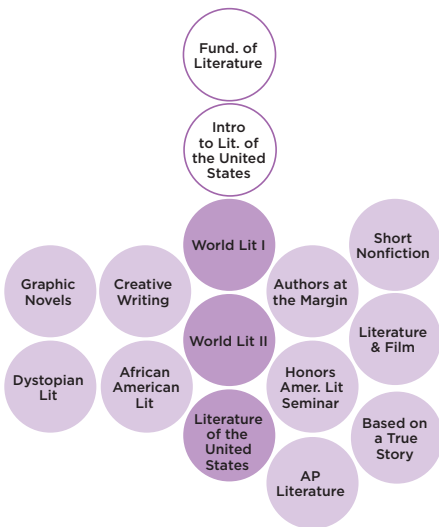 Fund. of
Literature
Intro
to Lit. of
the United
States
World Lit I
Short
Nonfiction
Graphic
Novels
Creative
Writing
Authors at
the Margin
World Lit II
Literature
& Film
Dystopian
Lit
African
American
Lit
Honors
Amer. Lit
Seminar
Literature
of the
United
States
Based on
a True
Story
AP
Literature